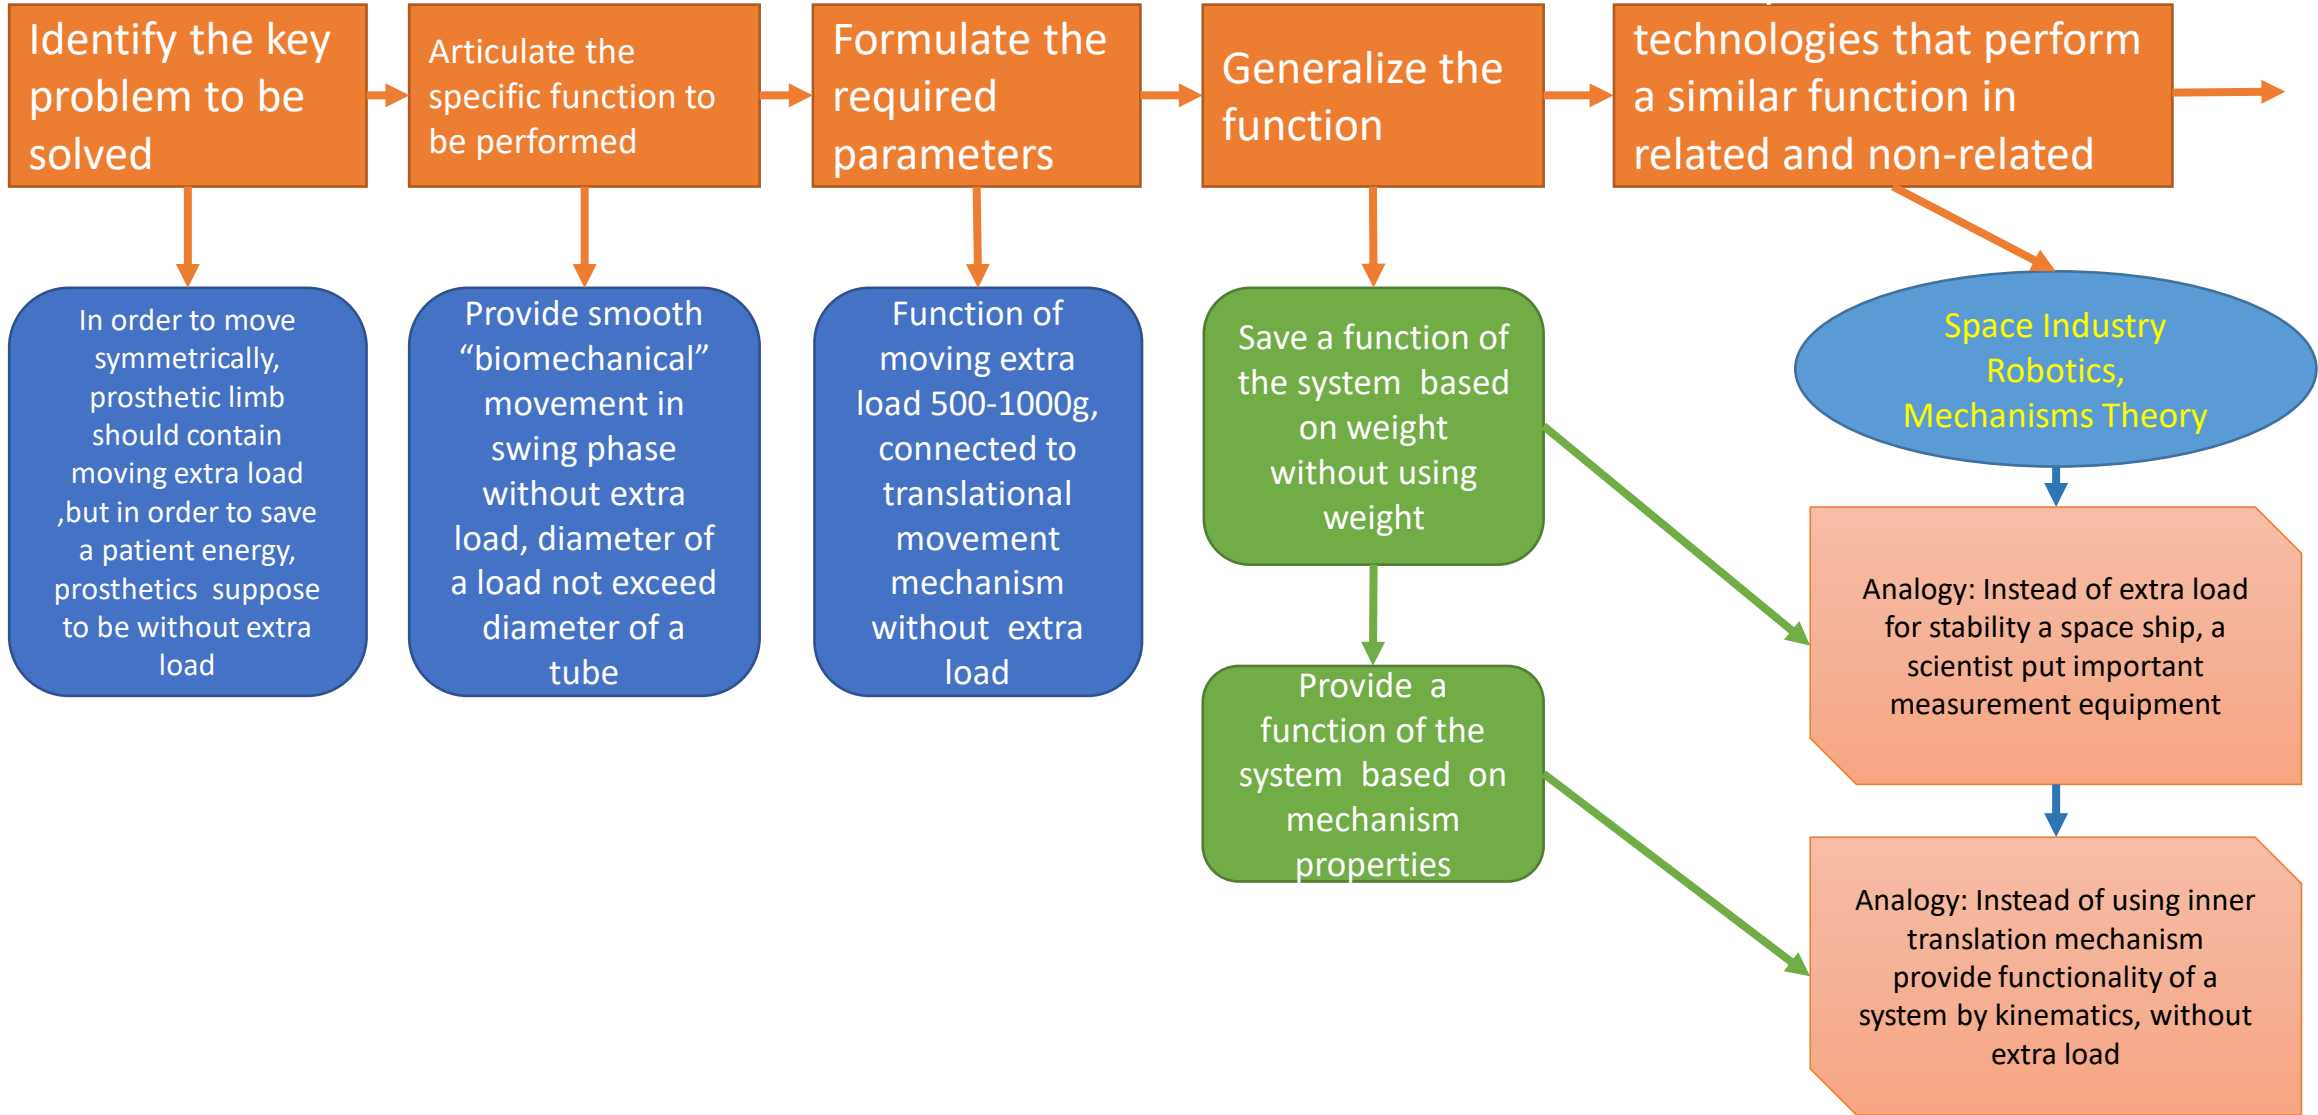 Identify the key
problem to be
solved
Articulate the
specific function to
be performed
Formulate the
required
parameters
Generalize the
function
technologies that perform
a similar function in
related and non-related
In order to move
symmetrically,
prosthetic limb
should contain
moving extra load
,but in order to save
a patient energy,
prosthetics suppose
to be without extra
load
Provide smooth
“biomechanical”
movement in
swing phase
without extra
load, diameter of
a load not exceed
diameter of a
tube
Function of
moving extra
load 500-1000g,
connected to
translational
movement
mechanism
without extra
load
Save a function of
the system based
on weight
without using
weight
Provide a
function of the
system based on
mechanism
properties
Space Industry
Robotics,
Mechanisms Theory
Analogy: Instead of extra load
for stability a space ship, a
scientist put important
measurement equipment
Analogy: Instead of using inner
translation mechanism
provide functionality of a
system by kinematics, without
extra load